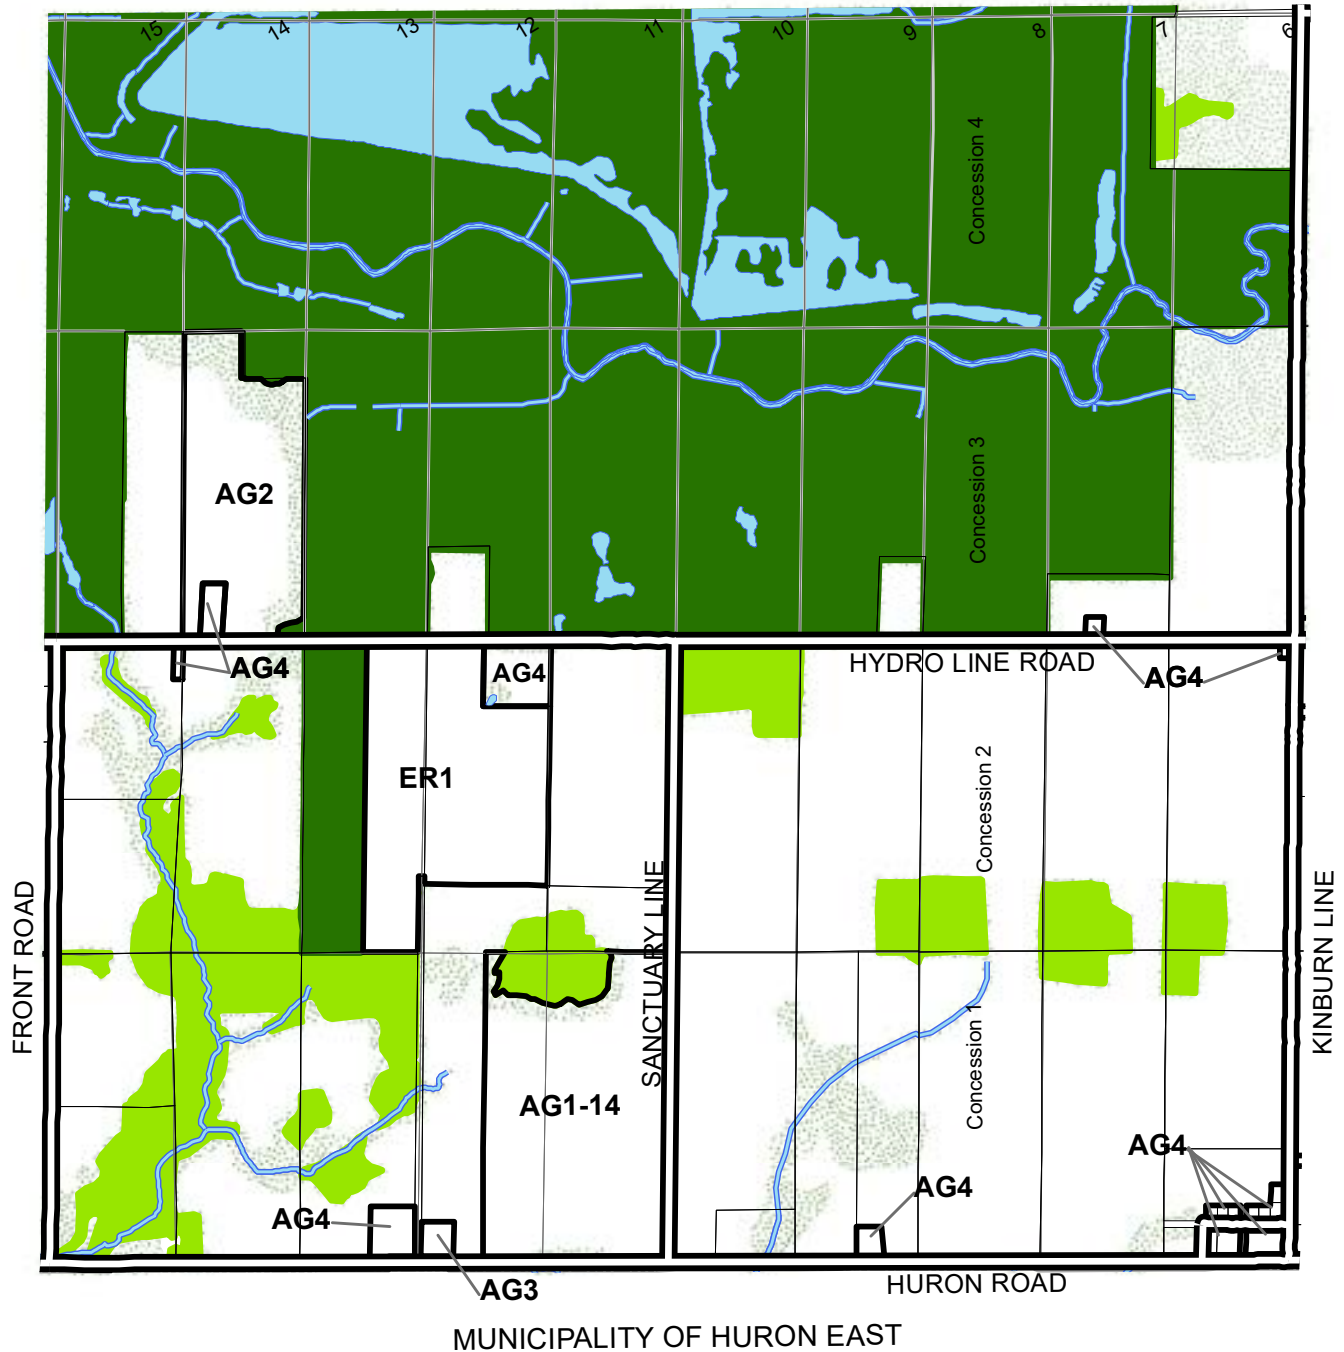 15
14
13
12
11
10
9
8
7
6
Concession 4
Concession 3
AG2
AG4
AG4
HYDRO LINE ROAD
AG4
ER1
Concession 2
SANCTUARY LINE
FRONT ROAD
KINBURN LINE
Concession 1
AG1-14
AG4
AG4
AG4
AG3
HURON ROAD
MUNICIPALITY OF HURON EAST